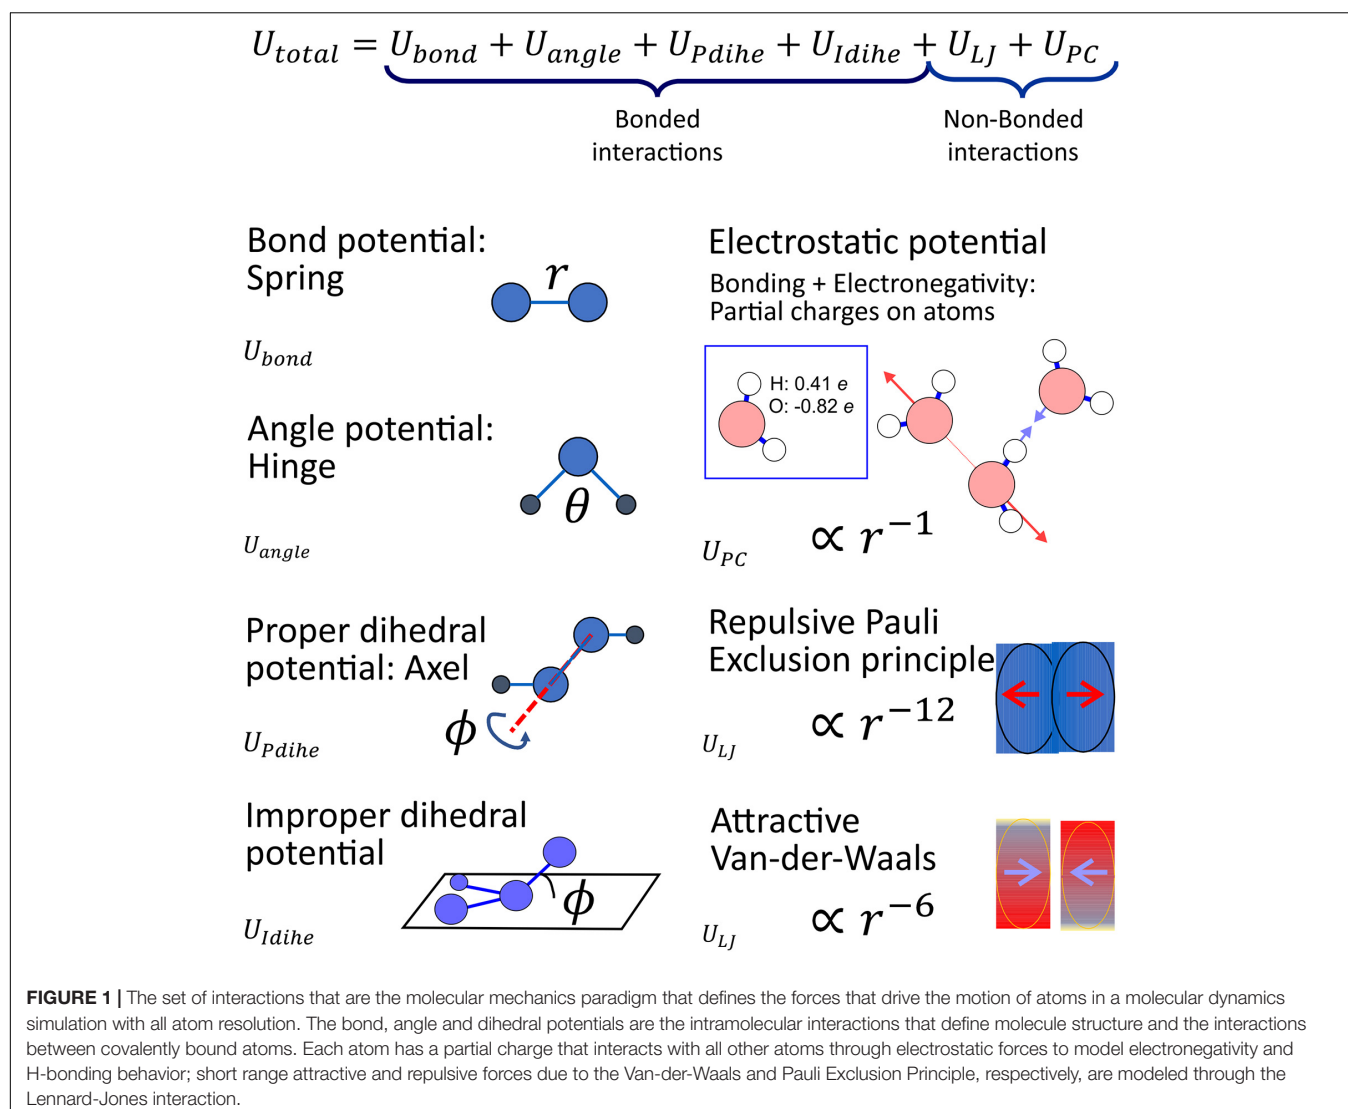 U_total = U_bond + U_angle + U_Pdihe + U_Idihe + U_LJ + U_PC
Bonded
interactions
Non-Bonded
interactions
Bond potential:
Spring
r
U_bond
Angle potential:
Hinge
θ
U_angle
Proper dihedral
potential: Axel
ϕ
U_Pdihe
Improper dihedral
potential
ϕ
U_Idihe
Electrostatic potential
Bonding + Electronegativity:
Partial charges on atoms
H: 0.41 e
O: -0.82 e
U_PC ∝ r⁻¹
Repulsive Pauli
Exclusion principle
U_LJ ∝ r⁻¹²
Attractive
Van-der-Waals
U_LJ ∝ r⁻⁶
FIGURE 1 | The set of interactions that are the molecular mechanics paradigm that defines the forces that drive the motion of atoms in a molecular dynamics
simulation with all atom resolution. The bond, angle and dihedral potentials are the intramolecular interactions that define molecule structure and the interactions
between covalently bound atoms. Each atom has a partial charge that interacts with all other atoms through electrostatic forces to model electronegativity and
H-bonding behavior; short range attractive and repulsive forces due to the Van-der-Waals and Pauli Exclusion Principle, respectively, are modeled through the
Lennard-Jones interaction.